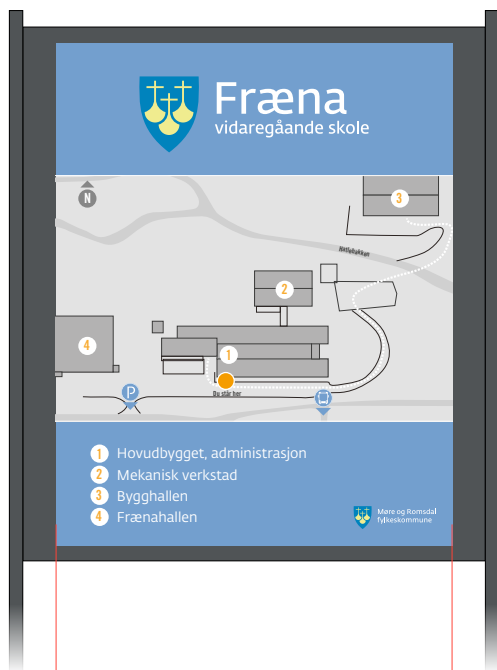 Fræna
vidaregåande skole
N
3
Hatlebakken
2
1
4
Du står her
P
1 Hovudbygget, administrasjon
2 Mekanisk verkstad
3 Bygghallen
4 Frænahallen
Møre og Romsdal
fylkeskommune